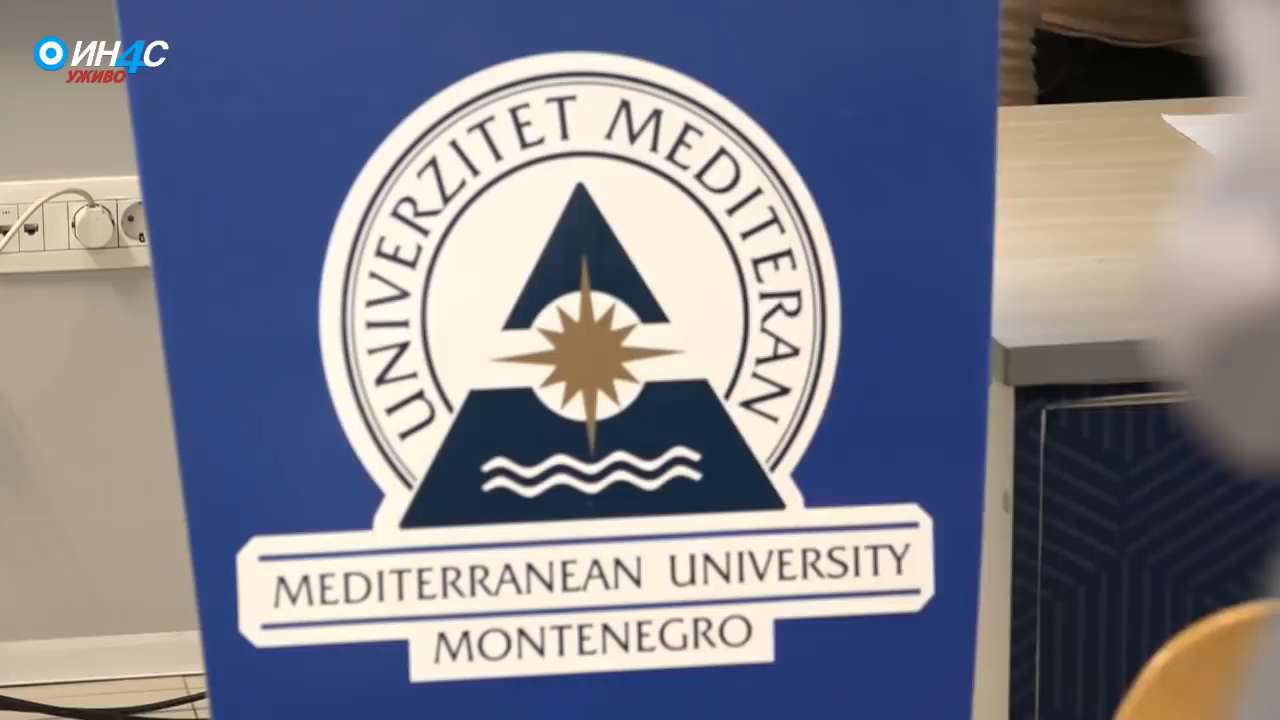 ИН4С
УЖИВО
UNIVERZITET MEDITERAN
MEDITERRANEAN UNIVERSITY
MONTENEGRO